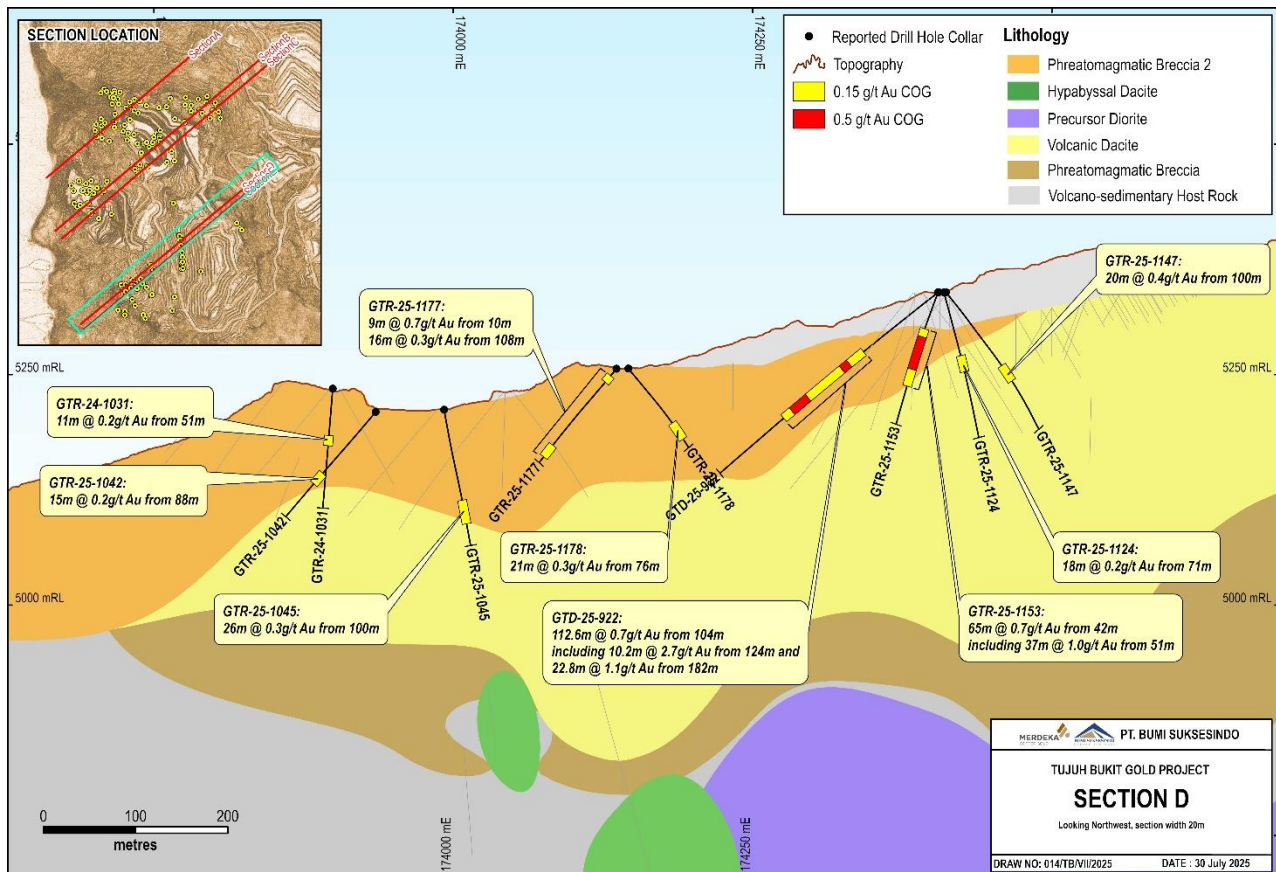 SECTION LOCATION
SectionA
SectionB
SectionC
SectionD
174000 mE
174250 mE
Reported Drill Hole Collar
Topography
0.15 g/t Au COG
0.5 g/t Au COG
Lithology
Phreatomagmatic Breccia 2
Hypabyssal Dacite
Precursor Diorite
Volcanic Dacite
Phreatomagmatic Breccia
Volcano-sedimentary Host Rock
GTR-25-1147:
20m @ 0.4g/t Au from 100m
GTR-25-1177:
9m @ 0.7g/t Au from 10m
16m @ 0.3g/t Au from 108m
5250 mRL
5250 mRL
GTR-24-1031:
11m @ 0.2g/t Au from 51m
GTR-25-1042:
15m @ 0.2g/t Au from 88m
GTR-25-1042
GTR-24-1031
GTR-25-1045
GTR-25-1177
GTR-25-1178
GTD-25-922
GTR-25-1153
GTR-25-1124
GTR-25-1147
GTR-25-1178:
21m @ 0.3g/t Au from 76m
GTR-25-1124:
18m @ 0.2g/t Au from 71m
5000 mRL
5000 mRL
GTR-25-1045:
26m @ 0.3g/t Au from 100m
GTD-25-922:
112.6m @ 0.7g/t Au from 104m
including 10.2m @ 2.7g/t Au from 124m and
22.8m @ 1.1g/t Au from 182m
GTR-25-1153:
65m @ 0.7g/t Au from 42m
including 37m @ 1.0g/t Au from 51m
0 100 200
metres
174000 mE
174250 mE
MERDEKA
PT. BUMI SUKSESINDO
TUJUH BUKIT GOLD PROJECT
SECTION D
Looking Northwest, section width 20m
DRAW NO: 014/TB/VII/2025 DATE : 30 July 2025